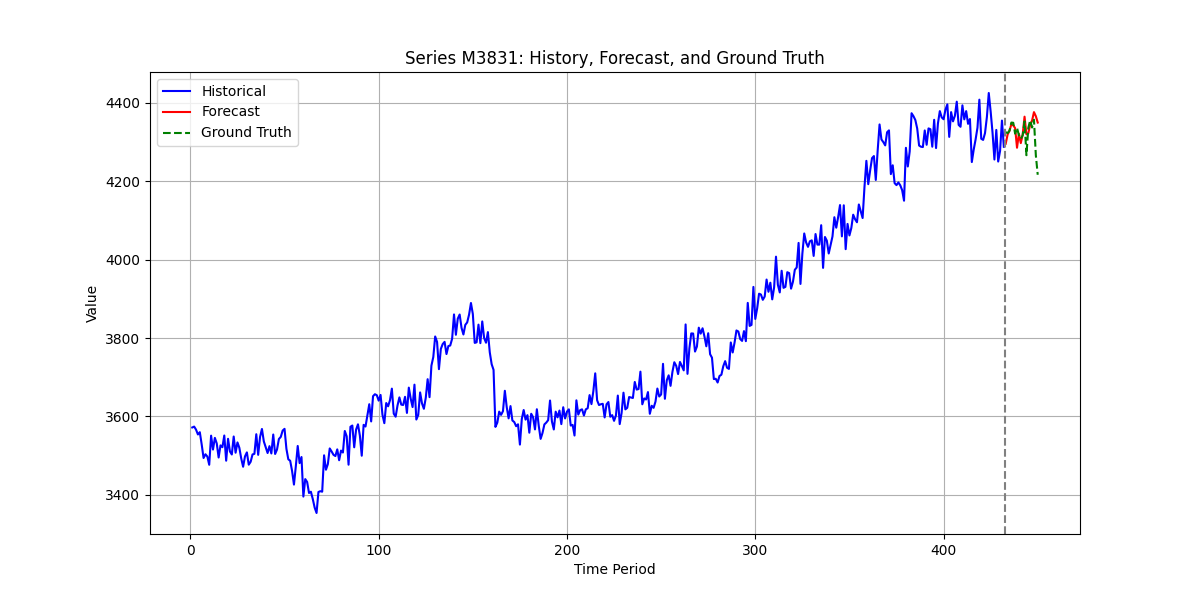 Series M3831: History, Forecast, and Ground Truth
Historical
Forecast
Ground Truth
4400
4200
4000
3800
3600
3400
Value
0 100 200 300 400
Time Period